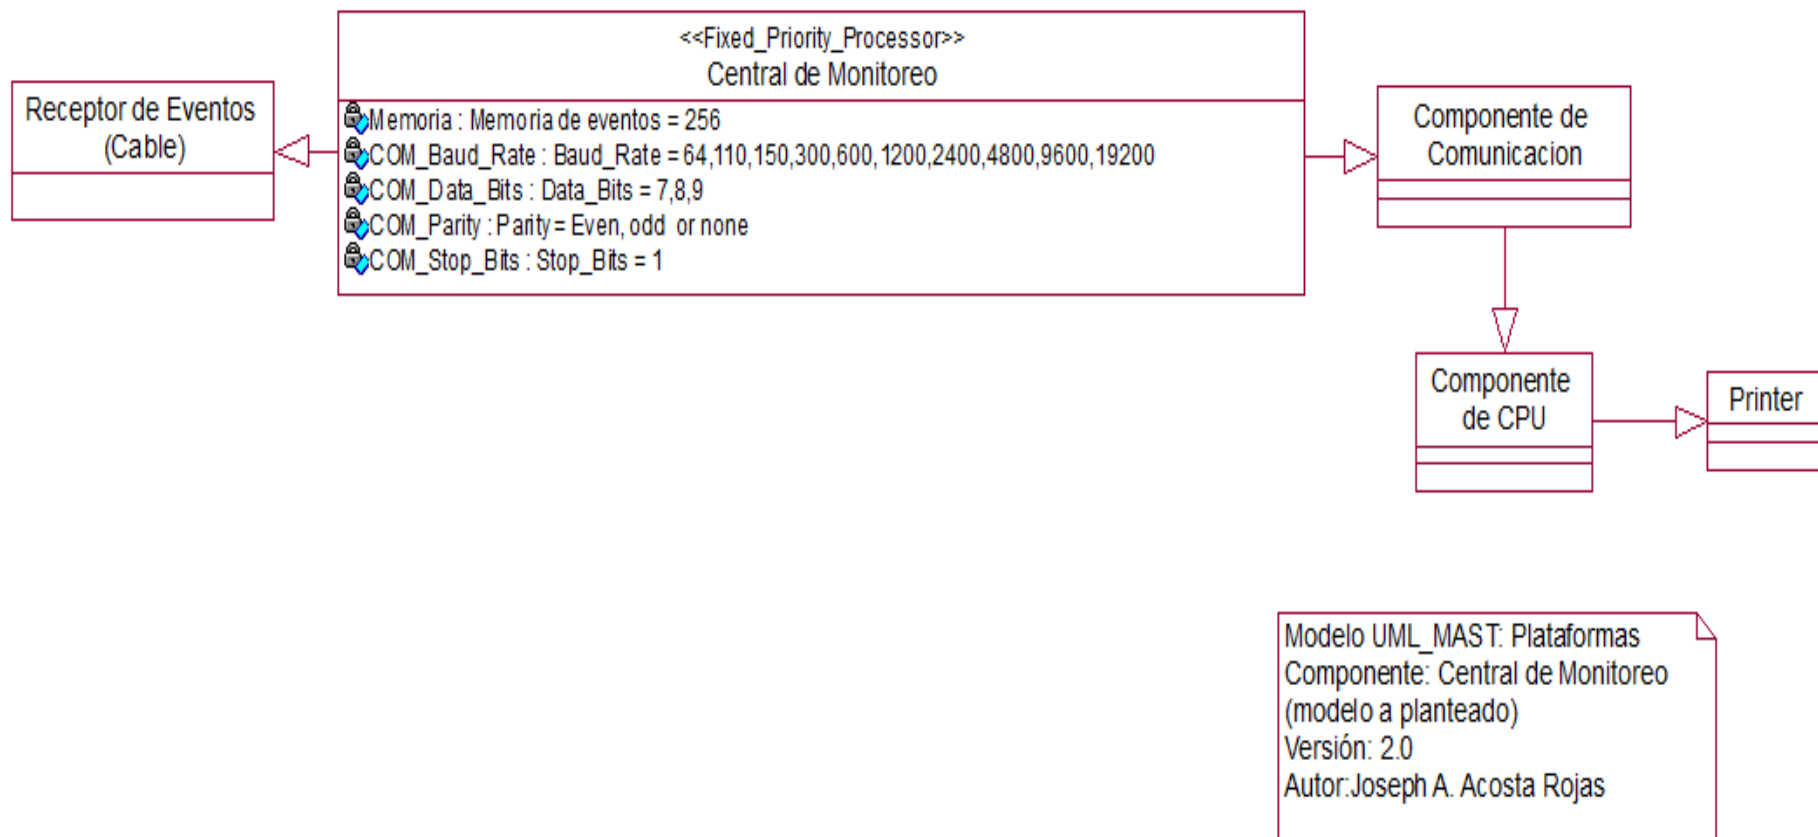 Receptor de Eventos
(Cable)
<<Fixed_Priority_Processor>>
Central de Monitoreo
Memoria : Memoria de eventos = 256
COM_Baud_Rate : Baud_Rate = 64,110,150,300,600,1200,2400,4800,9600,19200
COM_Data_Bits : Data_Bits = 7,8,9
COM_Parity : Parity = Even, odd or none
COM_Stop_Bits : Stop_Bits = 1
Componente de
Comunicacion
Componente
de CPU
Printer
Modelo UML_MAST: Plataformas
Componente: Central de Monitoreo
(modelo a planteado)
Versión: 2.0
Autor:Joseph A. Acosta Rojas